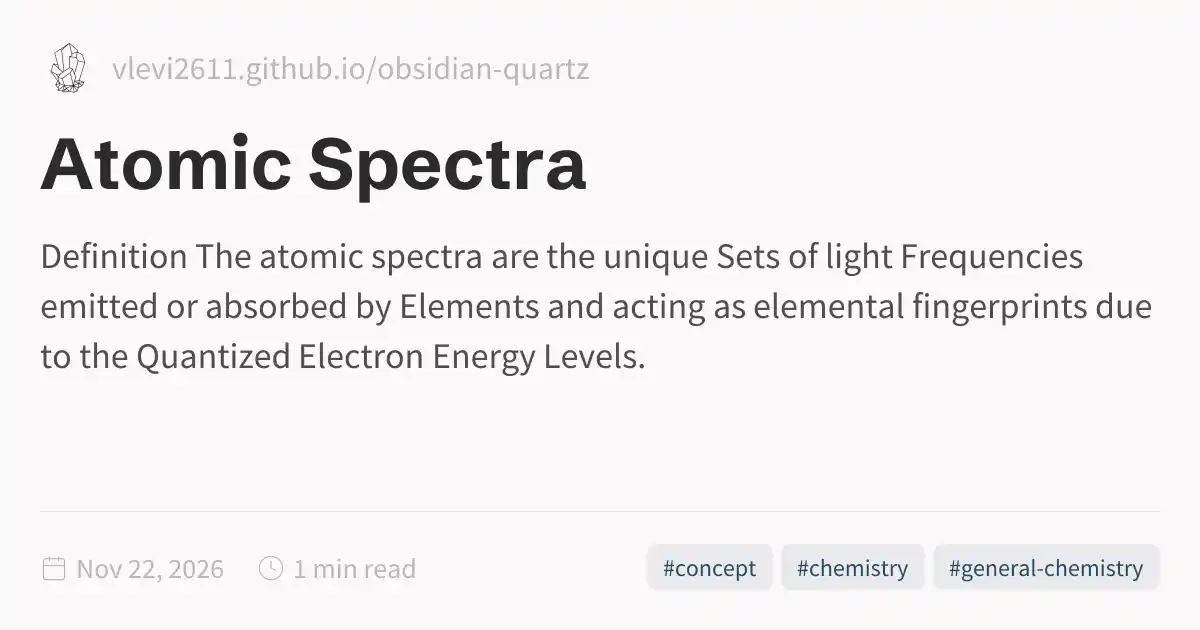 vlevi2611.github.io/obsidian-quartz
Atomic Spectra
Definition The atomic spectra are the unique Sets of light Frequencies
emitted or absorbed by Elements and acting as elemental fingerprints due
to the Quantized Electron Energy Levels.
Nov 22, 2026 1 min read #concept #chemistry #general-chemistry